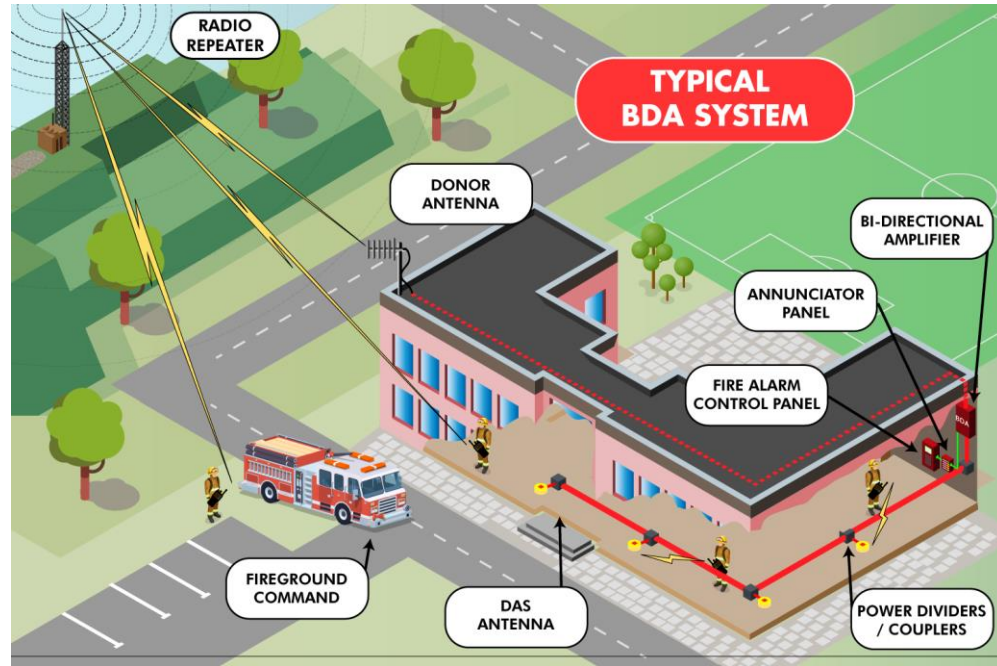 RADIO
REPEATER
TYPICAL
BDA SYSTEM
DONOR
ANTENNA
BI-DIRECTIONAL
AMPLIFIER
ANNUNCIATOR
PANEL
FIRE ALARM
CONTROL PANEL
BDA
FIREGROUND
COMMAND
DAS
ANTENNA
POWER DIVIDERS
/ COUPLERS